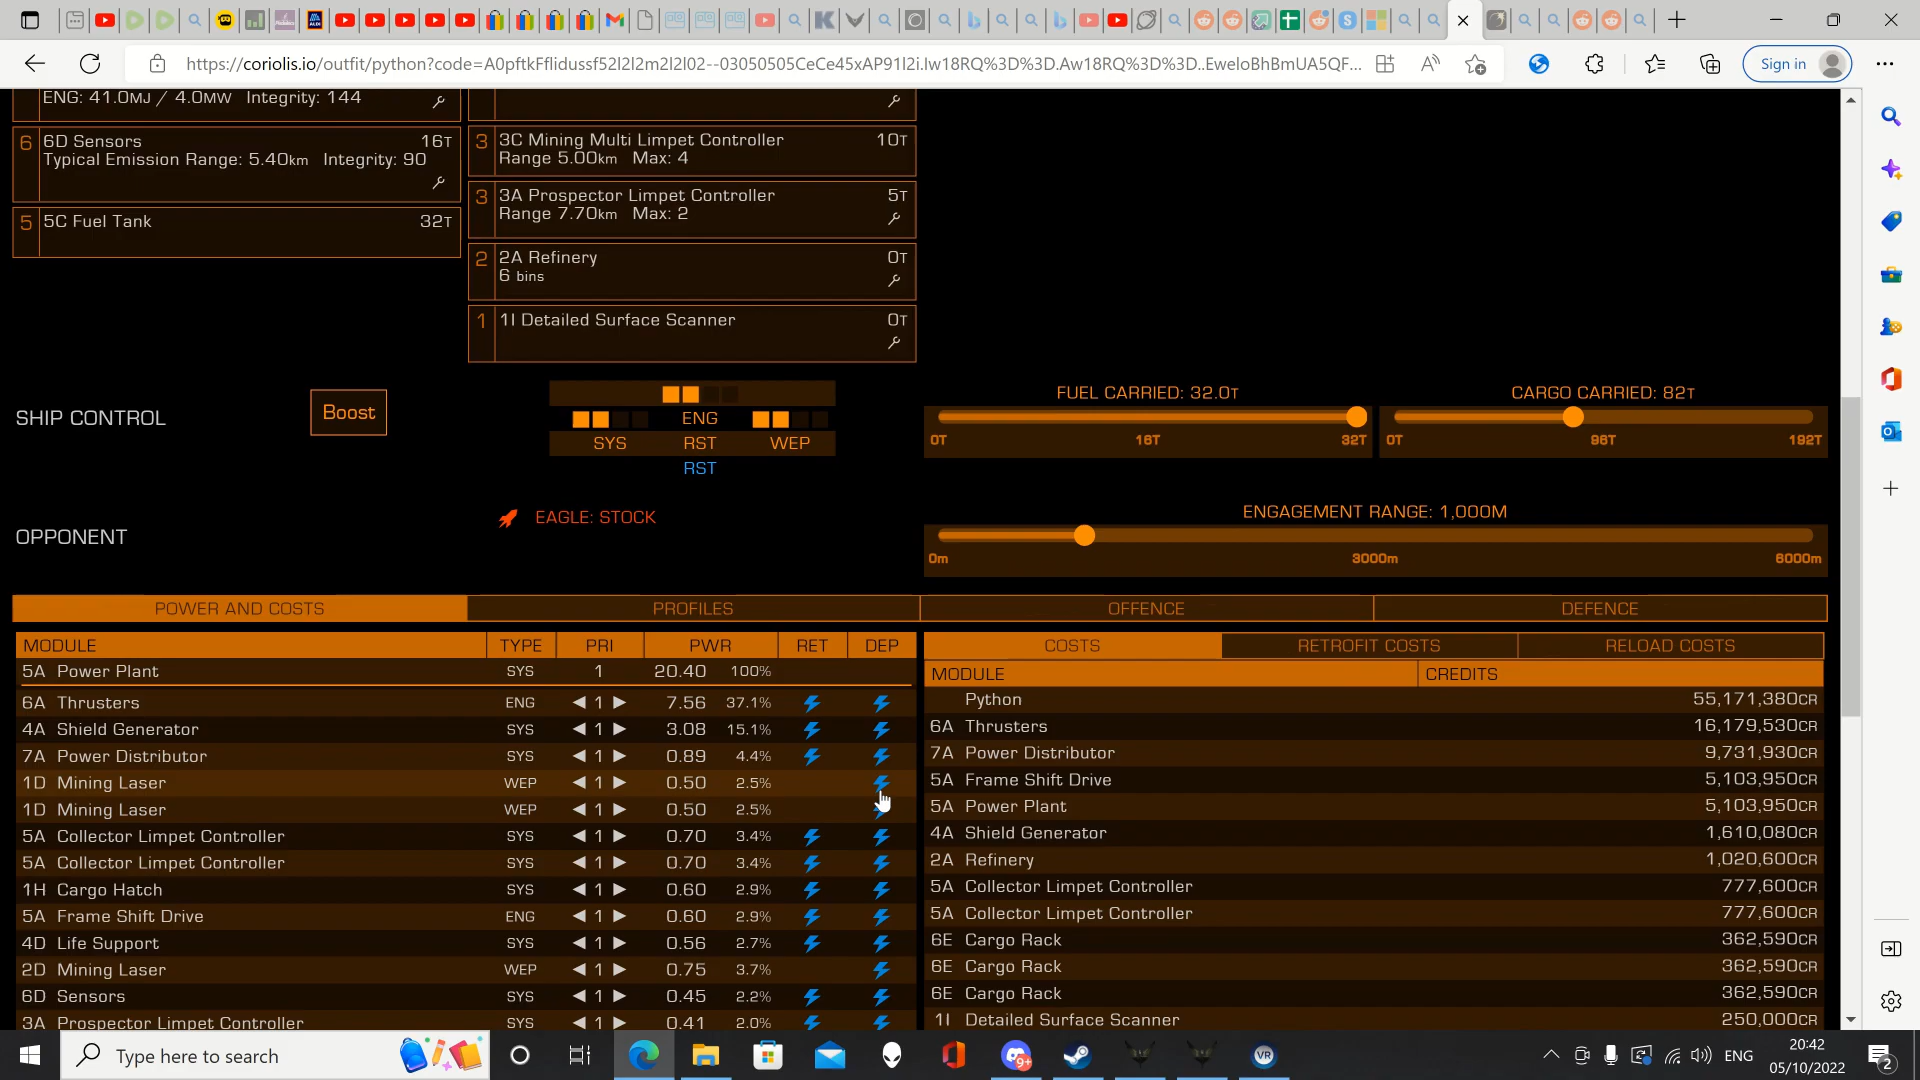 Sign in
https://coriolis.io/outfit/python?code=A0pftkFflidussf52l2l2m2l2l02--03050505CeCe45xAP91l2i.Iw18RQ%3D%3D.Aw18RQ%3D%3D..EweloBhBmUA5QF...
ENG: 41.0MJ / 4.0MW Integrity: 144
6 6D Sensors 16T
Typical Emission Range: 5.40km Integrity: 90
5 5C Fuel Tank 32T
3 3C Mining Multi Limpet Controller 10T
Range 5.00km Max: 4
3 3A Prospector Limpet Controller 5T
Range 7.70km Max: 2
2 2A Refinery 0T
6 bins
1 1I Detailed Surface Scanner 0T
SHIP CONTROL
Boost
ENG
SYS RST WEP
RST
FUEL CARRIED: 32.0T
0T 16T 32T
CARGO CARRIED: 82T
0T 96T 192T
OPPONENT
EAGLE: STOCK
ENGAGEMENT RANGE: 1,000M
0m 3000m 6000m
POWER AND COSTS PROFILES OFFENCE DEFENCE
MODULE TYPE PRI PWR RET DEP
5A Power Plant SYS 1 20.40 100%
6A Thrusters ENG 1 7.56 37.1%
4A Shield Generator SYS 1 3.08 15.1%
7A Power Distributor SYS 1 0.89 4.4%
1D Mining Laser WEP 1 0.50 2.5%
1D Mining Laser WEP 1 0.50 2.5%
5A Collector Limpet Controller SYS 1 0.70 3.4%
5A Collector Limpet Controller SYS 1 0.70 3.4%
1H Cargo Hatch SYS 1 0.60 2.9%
5A Frame Shift Drive ENG 1 0.60 2.9%
4D Life Support SYS 1 0.56 2.7%
2D Mining Laser WEP 1 0.75 3.7%
6D Sensors SYS 1 0.45 2.2%
3A Prospector Limpet Controller SYS 1 0.41 2.0%
COSTS RETROFIT COSTS RELOAD COSTS
MODULE CREDITS
Python 55,171,380CR
6A Thrusters 16,179,530CR
7A Power Distributor 9,731,930CR
5A Frame Shift Drive 5,103,950CR
5A Power Plant 5,103,950CR
4A Shield Generator 1,610,080CR
2A Refinery 1,020,600CR
5A Collector Limpet Controller 777,600CR
5A Collector Limpet Controller 777,600CR
6E Cargo Rack 362,590CR
6E Cargo Rack 362,590CR
6E Cargo Rack 362,590CR
1I Detailed Surface Scanner 250,000CR
Type here to search
9+
VR
ENG
20:42
05/10/2022
2